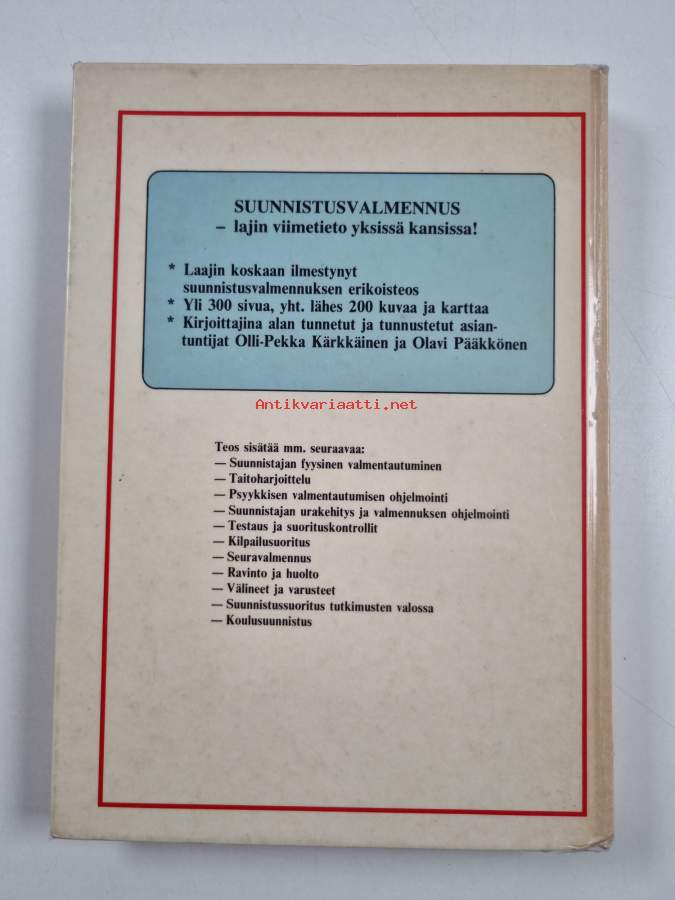 SUUNNISTUSVALMENNUS
– lajin viimetieto yksissä kansissa!
* Laajin koskaan ilmestynyt
suunnistusvalmennuksen erikoisteos
* Yli 300 sivua, yht. lähes 200 kuvaa ja karttaa
* Kirjoittajina alan tunnetut ja tunnustetut asian-
tuntijat Olli-Pekka Kärkkäinen ja Olavi Pääkkönen
Antikvariaatti.net
Teos sisätää mm. seuraavaa:
— Suunnistajan fyysinen valmentautuminen
— Taitoharjoittelu
— Psyykkisen valmentautumisen ohjelmointi
— Suunnistajan urakehitys ja valmennuksen ohjelmointi
— Testaus ja suorituskontrollit
— Kilpailusuoritus
— Seuravalmennus
— Ravinto ja huolto
— Välineet ja varusteet
— Suunnistussuoritus tutkimusten valossa
— Koulusuunnistus